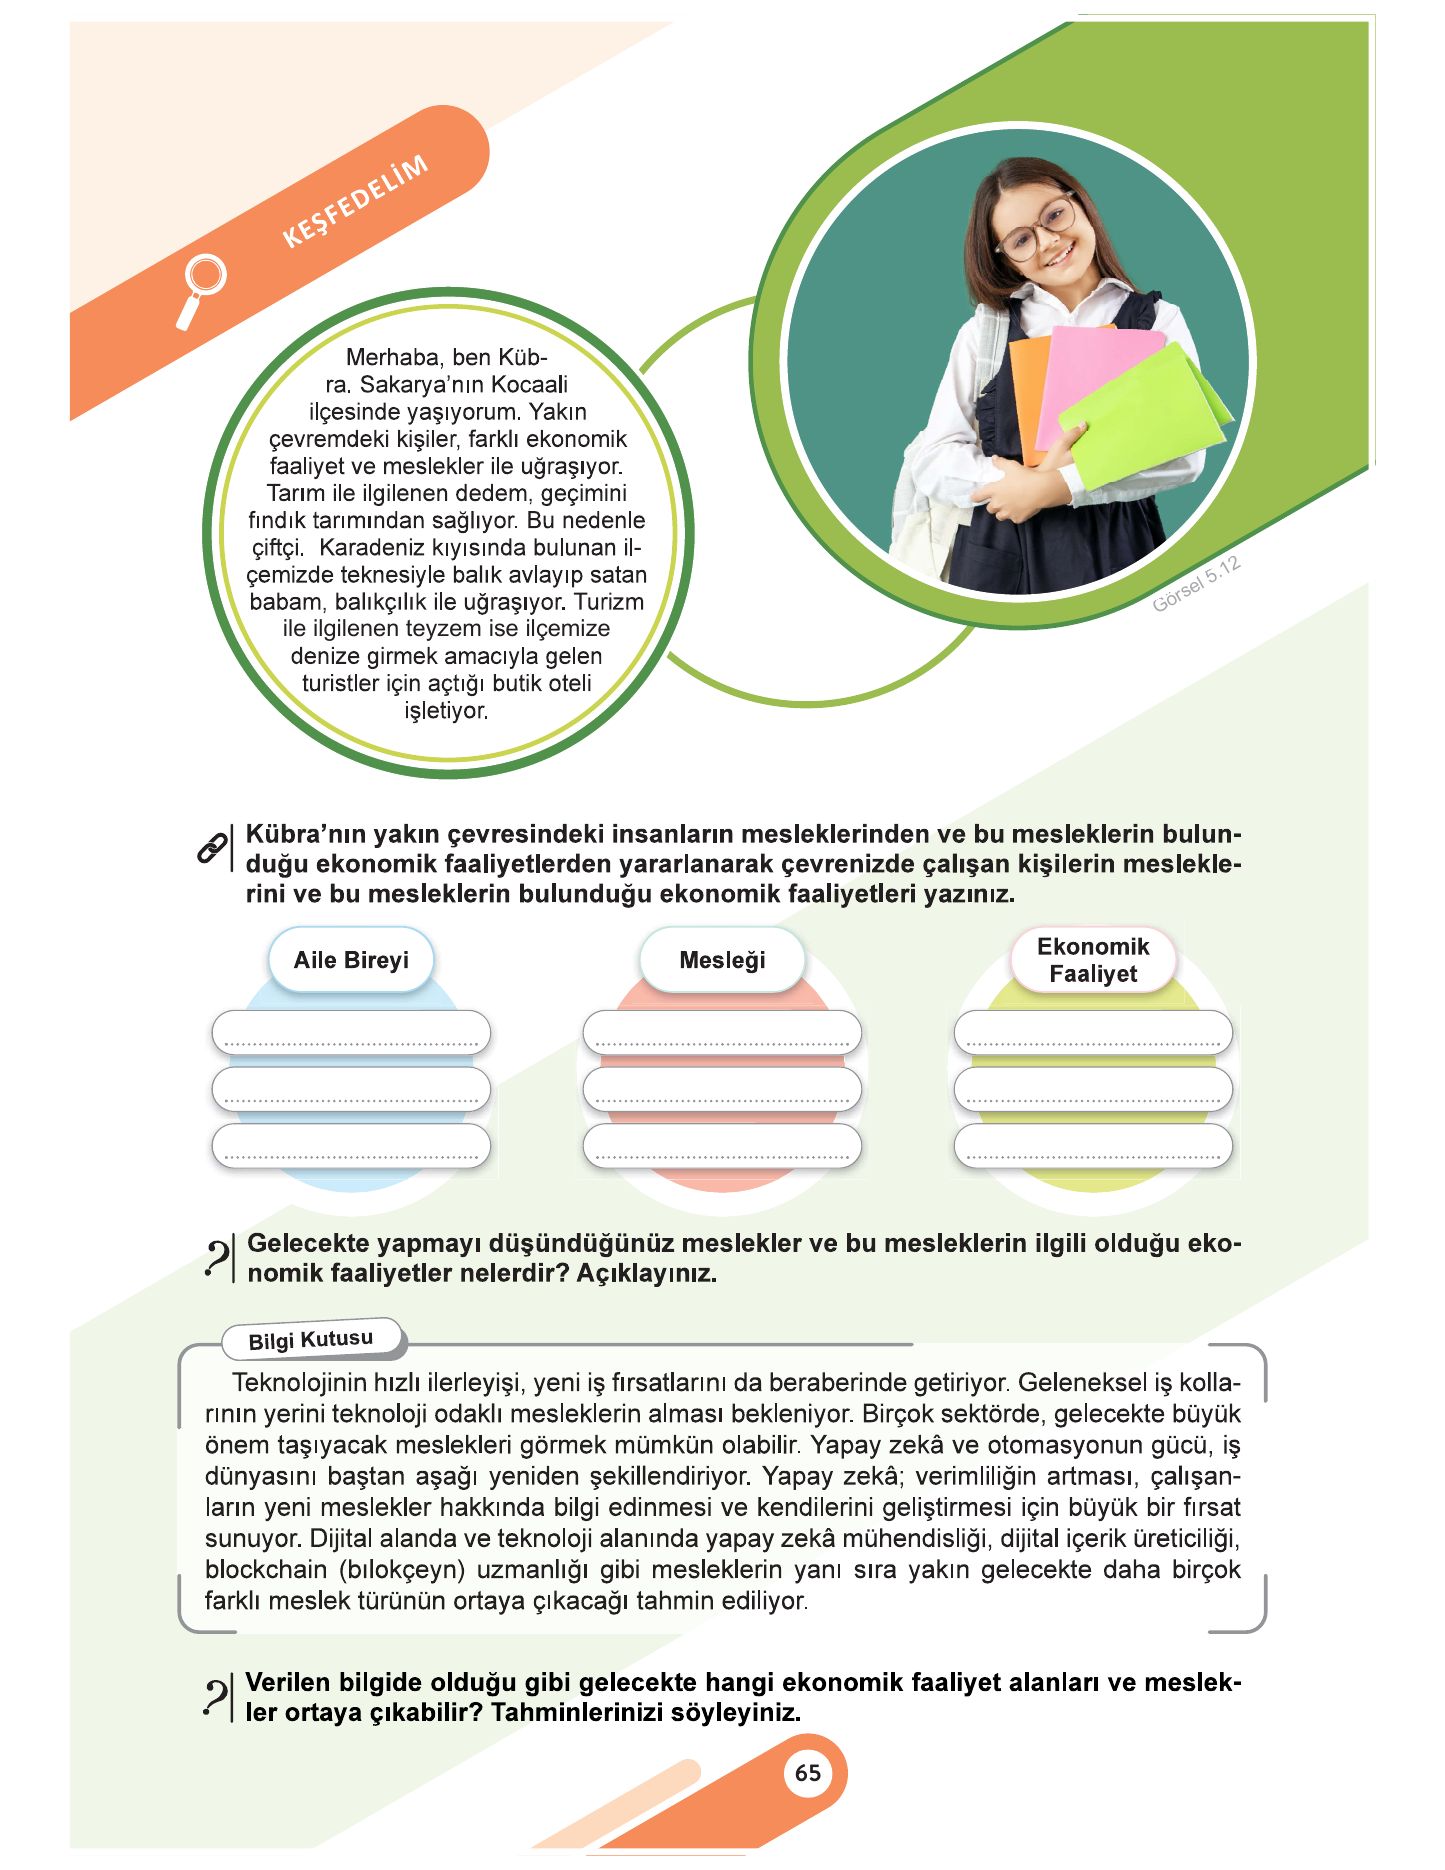 KEŞFEDELİM
Merhaba, ben Küb-
ra. Sakarya’nın Kocaali
ilçesinde yaşıyorum. Yakın
çevremdeki kişiler, farklı ekonomik
faaliyet ve meslekler ile uğraşıyor.
Tarım ile ilgilenen dedem, geçimini
fındık tarımından sağlıyor. Bu nedenle
çiftçi. Karadeniz kıyısında bulunan il-
çemizde teknesiyle balık avlayıp satan
babam, balıkçılık ile uğraşıyor. Turizm
ile ilgilenen teyzem ise ilçemize
denize girmek amacıyla gelen
turistler için açtığı butik oteli
işletiyor.
Görsel 5.12
Kübra’nın yakın çevresindeki insanların mesleklerinden ve bu mesleklerin bulun-
duğu ekonomik faaliyetlerden yararlanarak çevrenizde çalışan kişilerin meslekle-
rini ve bu mesleklerin bulunduğu ekonomik faaliyetleri yazınız.
Aile Bireyi
Mesleği
Ekonomik
Faaliyet
Gelecekte yapmayı düşündüğünüz meslekler ve bu mesleklerin ilgili olduğu eko-
nomik faaliyetler nelerdir? Açıklayınız.
Bilgi Kutusu
Teknolojinin hızlı ilerleyişi, yeni iş fırsatlarını da beraberinde getiriyor. Geleneksel iş kolla-
rının yerini teknoloji odaklı mesleklerin alması bekleniyor. Birçok sektörde, gelecekte büyük
önem taşıyacak meslekleri görmek mümkün olabilir. Yapay zekâ ve otomasyonun gücü, iş
dünyasını baştan aşağı yeniden şekillendiriyor. Yapay zekâ; verimliliğin artması, çalışan-
ların yeni meslekler hakkında bilgi edinmesi ve kendilerini geliştirmesi için büyük bir fırsat
sunuyor. Dijital alanda ve teknoloji alanında yapay zekâ mühendisliği, dijital içerik üreticiliği,
blockchain (bılokçeyn) uzmanlığı gibi mesleklerin yanı sıra yakın gelecekte daha birçok
farklı meslek türünün ortaya çıkacağı tahmin ediliyor.
Verilen bilgide olduğu gibi gelecekte hangi ekonomik faaliyet alanları ve meslek-
ler ortaya çıkabilir? Tahminlerinizi söyleyiniz.
65